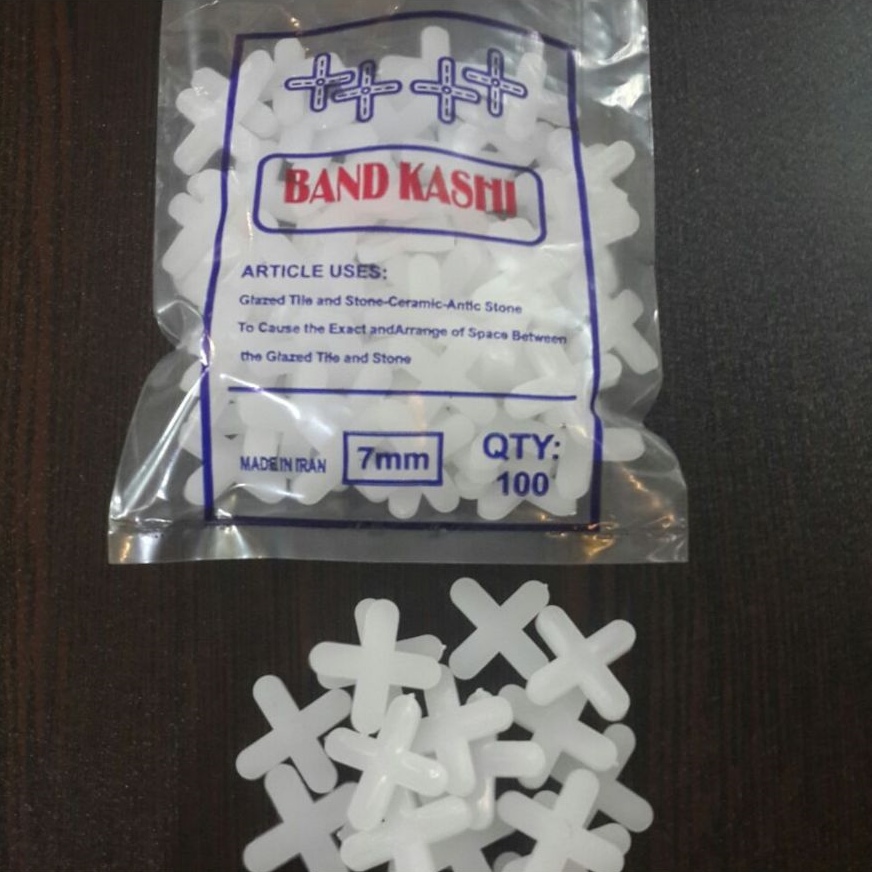 BAND KASHI
ARTICLE USES:
Glazed Tile and Stone-Ceramic-Antic Stone
To Cause the Exact andArrange of Space Between
the Glazed Tile and Stone
MADE IN IRAN
7mm
QTY:
100